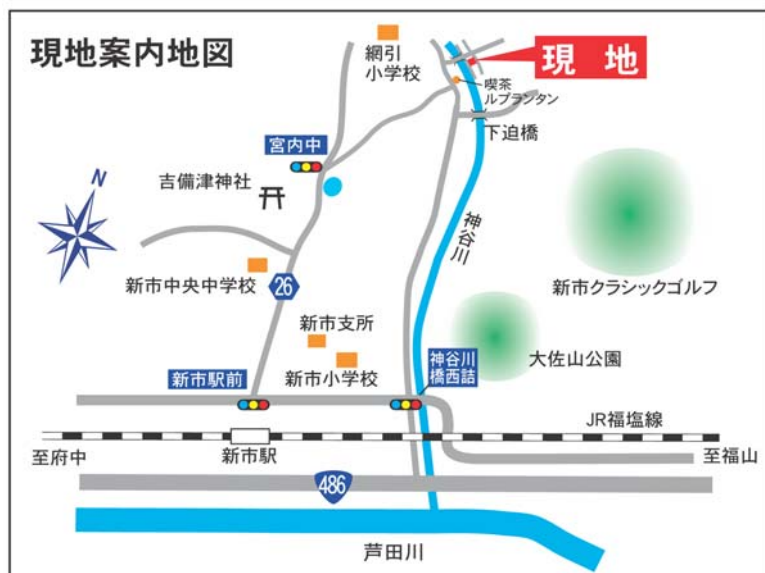 現地案内地図
網引
小学校
現 地
喫茶
ルプランタン
下迫橋
宮内中
吉備津神社
N
神谷川
新市中央中学校
26
新市クラシックゴルフ
新市支所
新市小学校
大佐山公園
新市駅前
神谷川
橋西詰
JR福塩線
至府中
新市駅
至福山
486
芦田川